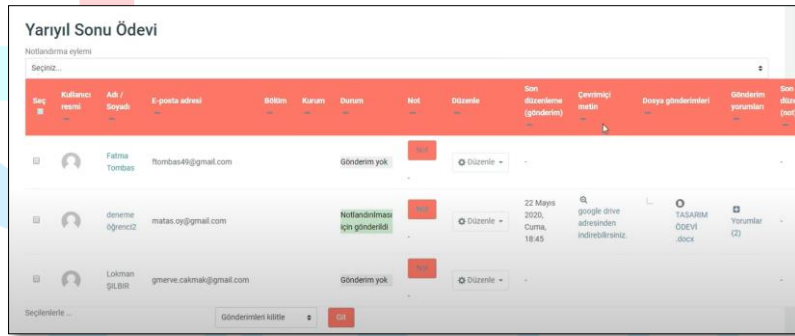 Yarıyıl Sonu Ödevi
Notlandırma eylemi
Seçiniz...
Seç
Kullanıcı resmi
Adı / Soyadı
E-posta adresi
Bölüm
Kurum
Durum
Not
Düzenle
Son düzenleme (gönderim)
Çevrimiçi metin
Dosya gönderimleri
Gönderim yorumları
Son
(not)
Fatma Tombas
ftombas49@gmail.com
Gönderim yok
Not
-
Düzenle
-
-
deneme öğrenci2
matas.oy@gmail.com
Notlandırılması için gönderildi
Not
-
Düzenle
22 Mayıs 2020, Cuma, 18:45
google drive adresinden indirebilirsiniz.
TASARIM ÖDEVİ .docx
Yorumlar (2)
-
Lokman ŞILBIR
gmerve.cakmak@gmail.com
Gönderim yok
Not
-
Düzenle
-
-
Seçilenlerle ...
Gönderimleri kilitle
Git